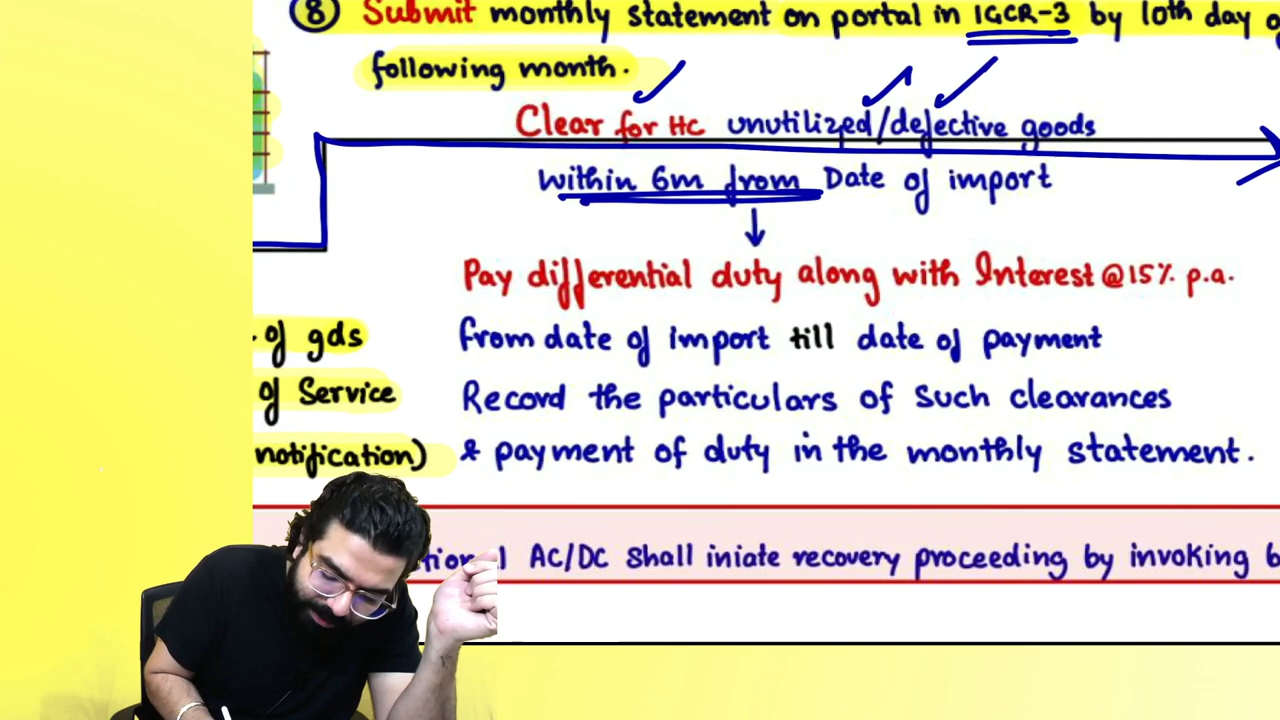 8 Submit monthly statement on portal in IGCR-3 by 10th day
following month.
Clear for HC unutilized/defective goods
within 6m from Date of import
Pay differential duty along with Interest @15% p.a.
of gds
from date of import till date of payment
of Service
Record the particulars of such clearances
notification)
& payment of duty in the monthly statement.
AC/DC shall iniate recovery proceeding by invoking